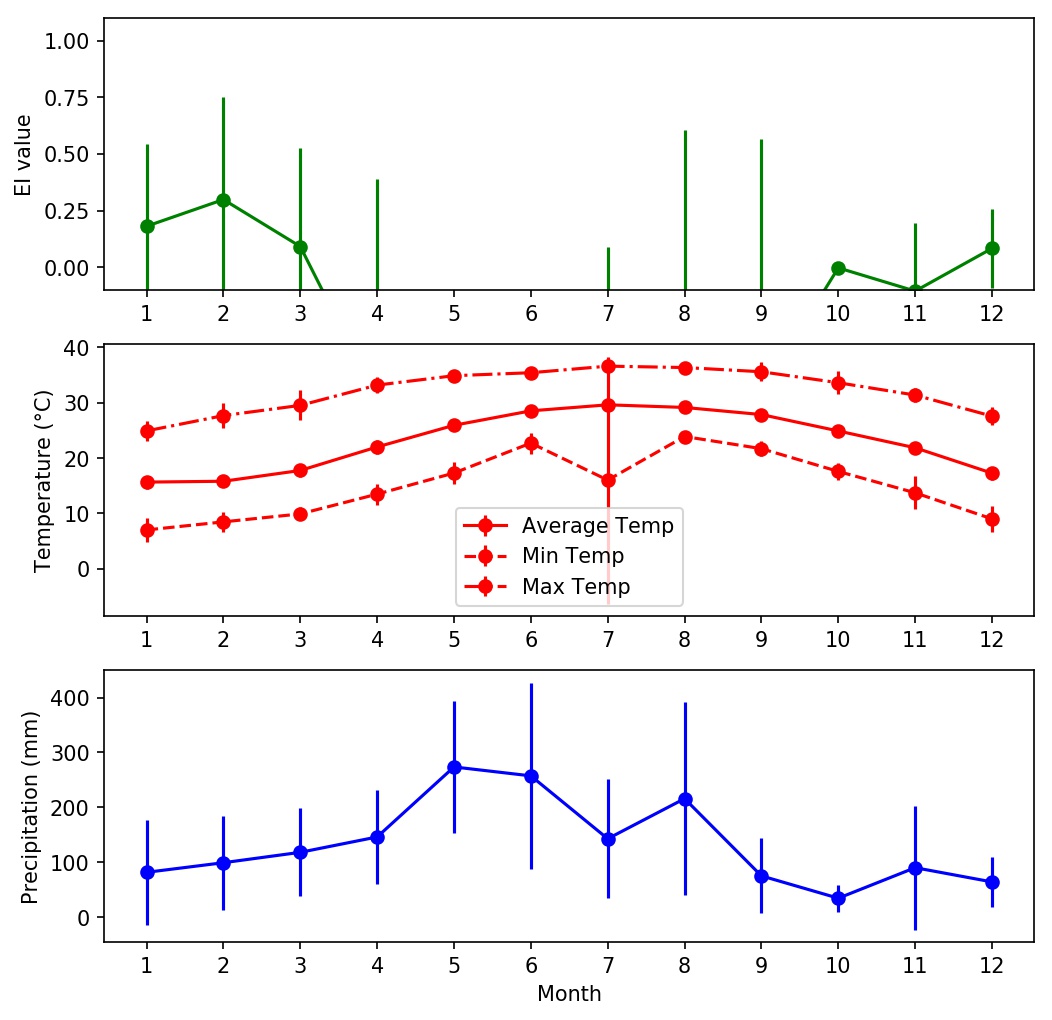 1.00
0.75
0.50
0.25
0.00
EI value
1 2 3 4 5 6 7 8 9 10 11 12
40
30
20
10
0
Temperature (°C)
Average Temp
Min Temp
Max Temp
1 2 3 4 5 6 7 8 9 10 11 12
400
300
200
100
0
Precipitation (mm)
1 2 3 4 5 6 7 8 9 10 11 12
Month